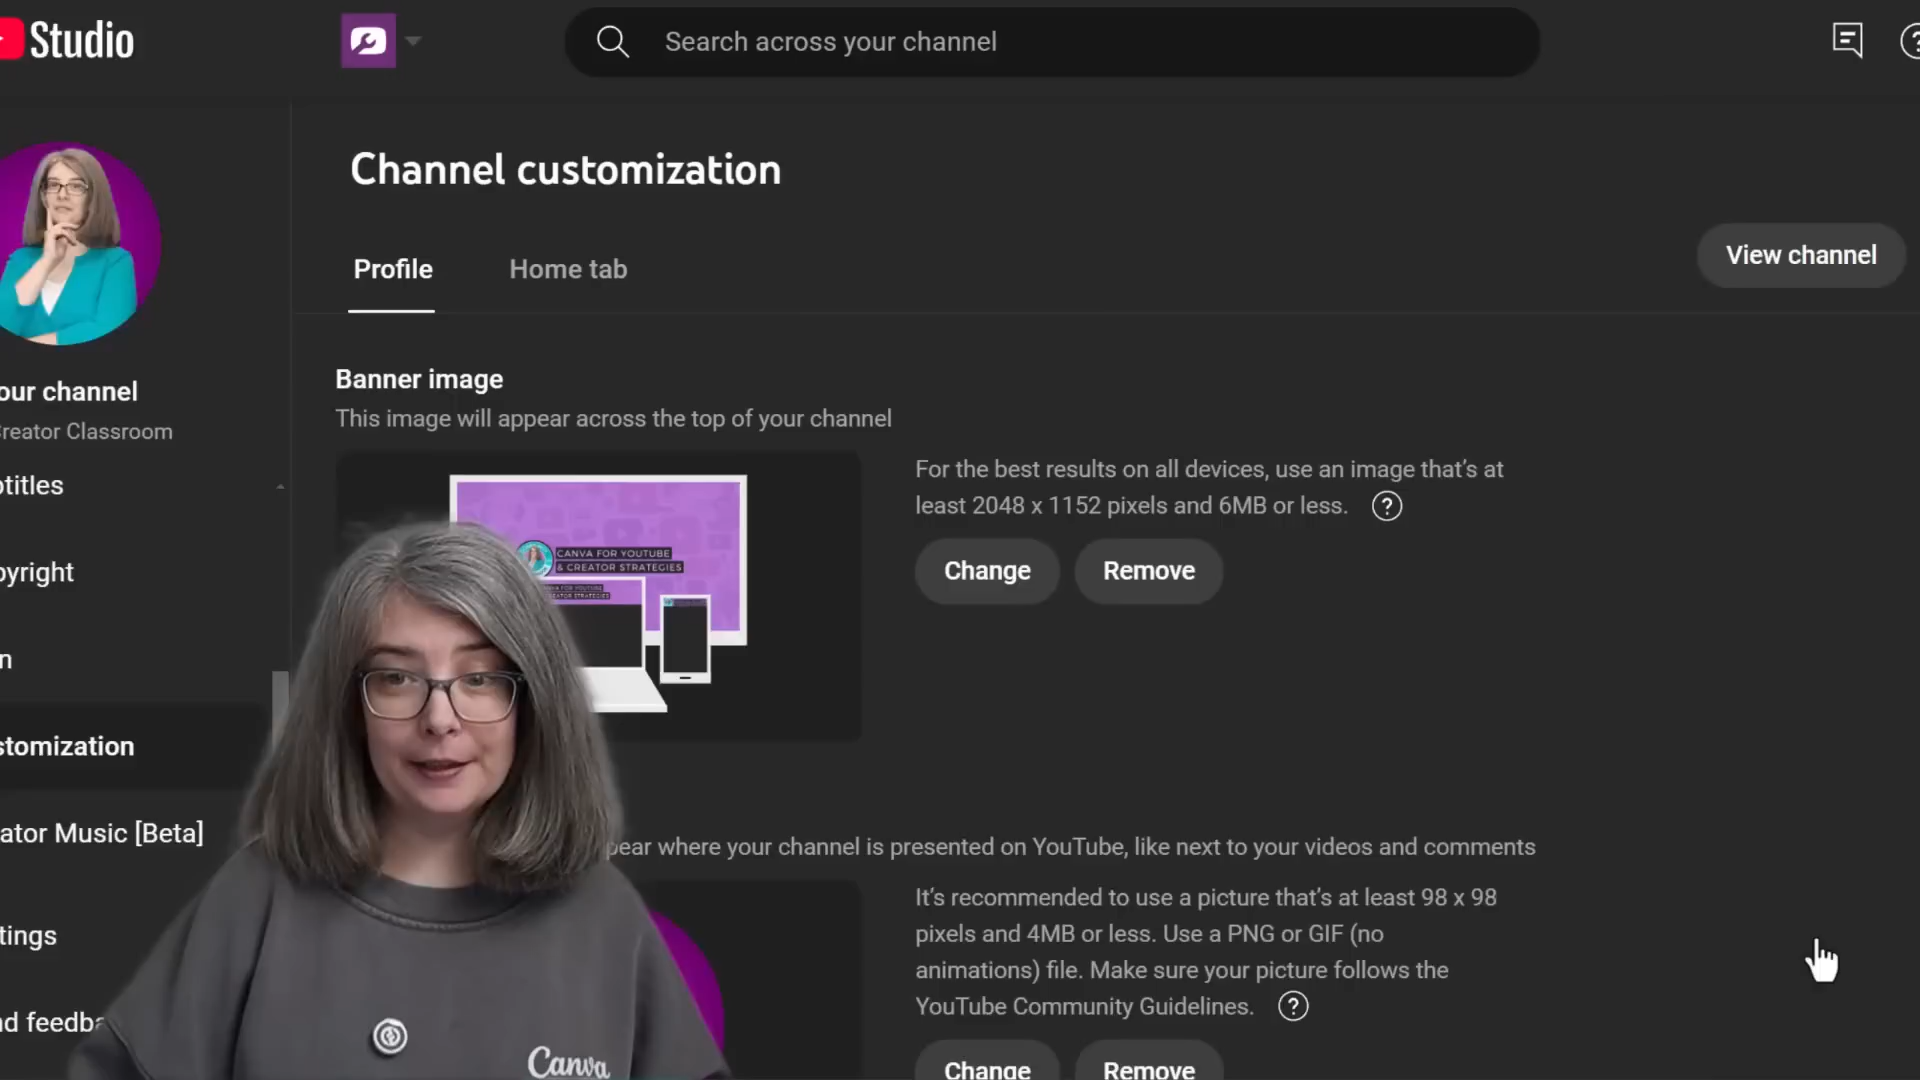 Studio
Search across your channel
Channel customization
Profile
Home tab
View channel
Banner image
This image will appear across the top of your channel
our channel
Creator Classroom
For the best results on all devices, use an image that's at
least 2048 x 1152 pixels and 6MB or less.
Change
Remove
CANVA FOR YOUTUBE
& CREATOR STRATEGIES
otitles
pyright
n
stomization
ator Music [Beta]
tings
nd feedba
pear where your channel is presented on YouTube, like next to your videos and comments
It's recommended to use a picture that's at least 98 x 98
pixels and 4MB or less. Use a PNG or GIF (no
animations) file. Make sure your picture follows the
YouTube Community Guidelines.
Change
Remove
Canva